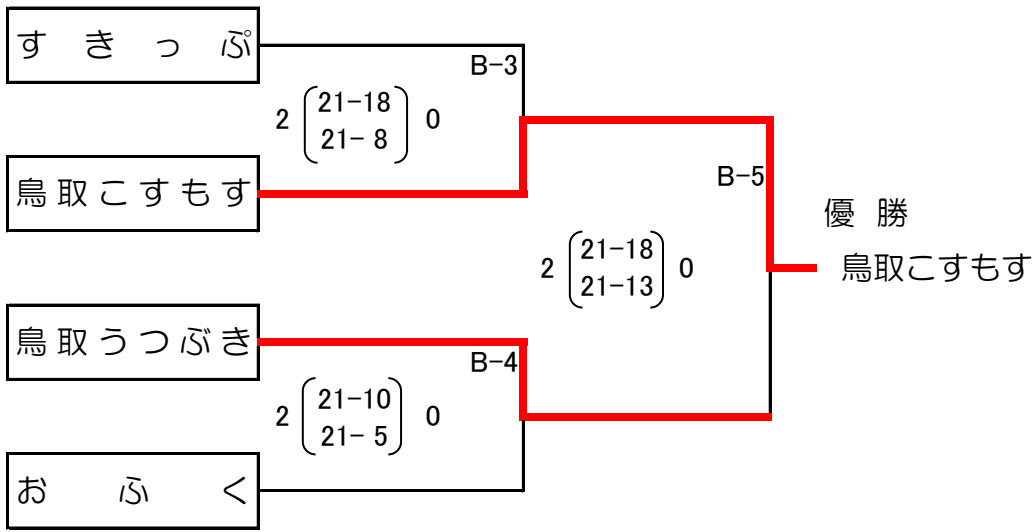 すきっぷ
B-3
2 21-18 0
21- 8
鳥取こすもす
B-5
優 勝
2 21-18 0
21-13
鳥取こすもす
鳥取うつぶき
B-4
2 21-10 0
21- 5
おふく